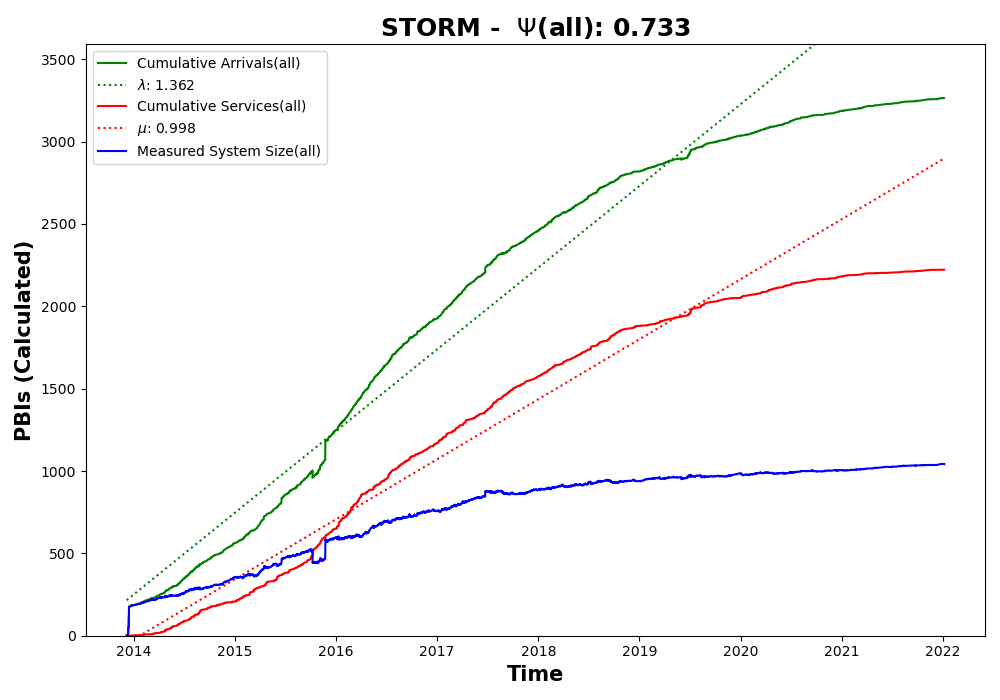 STORM - Ψ(all): 0.733
Cumulative Arrivals(all)
λ: 1.362
Cumulative Services(all)
μ: 0.998
Measured System Size(all)
PBIs (Calculated)
3500
3000
2500
2000
1500
1000
500
0
2014 2015 2016 2017 2018 2019 2020 2021 2022
Time